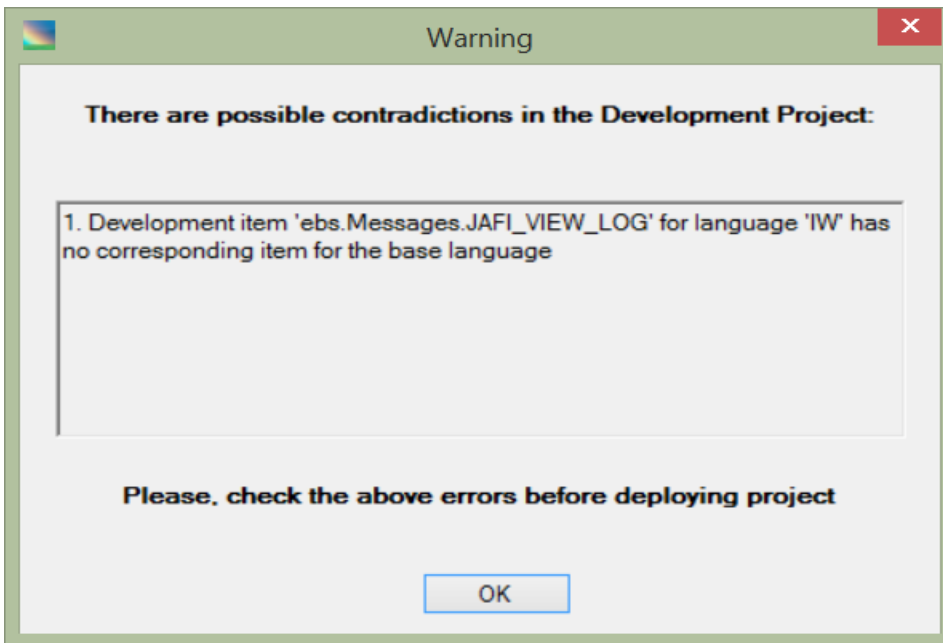 Warning
There are possible contradictions in the Development Project:
1. Development item 'ebs.Messages.JAFI_VIEW_LOG' for language 'IW' has
no corresponding item for the base language
Please, check the above errors before deploying project
OK